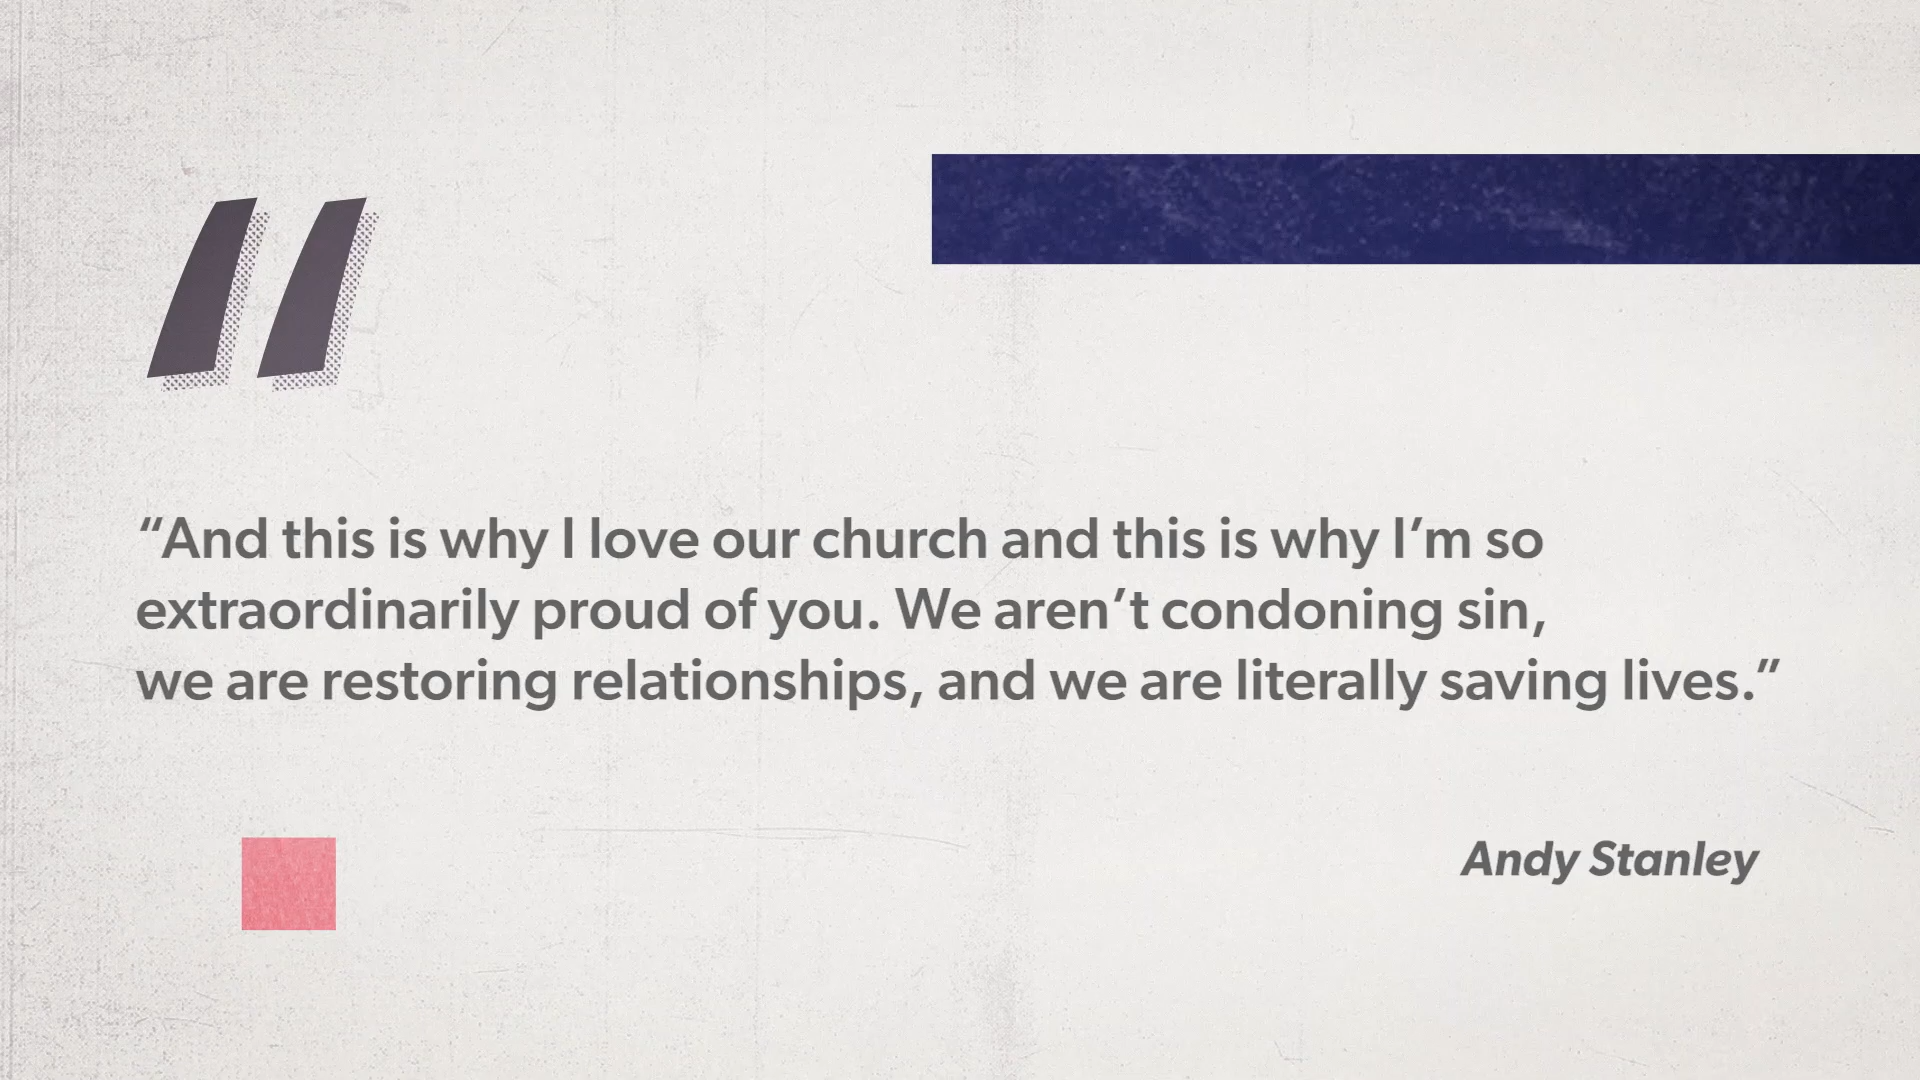 “And this is why I love our church and this is why I’m so
extraordinarily proud of you. We aren’t condoning sin,
we are restoring relationships, and we are literally saving lives.”
Andy Stanley